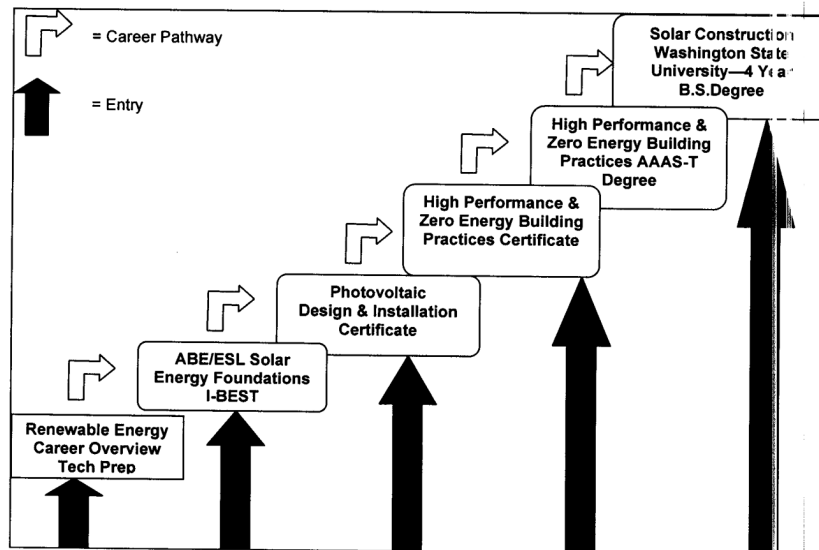 = Career Pathway
= Entry
Solar Construction
Washington State
University—4 Year
B.S.Degree
High Performance &
Zero Energy Building
Practices AAAS-T
Degree
High Performance &
Zero Energy Building
Practices Certificate
Photovoltaic
Design & Installation
Certificate
ABE/ESL Solar
Energy Foundations
I-BEST
Renewable Energy
Career Overview
Tech Prep